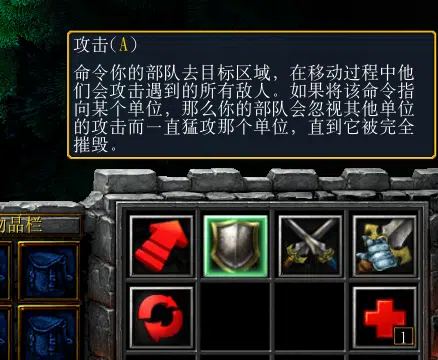 攻击(A)
命令你的部队去目标区域，在移动过程中他
们会攻击遇到的所有敌人。如果将该命令指
向某个单位，那么你的部队会忽视其他单位
的攻击而一直猛攻那个单位，直到它被完全
摧毁。
物品栏
1